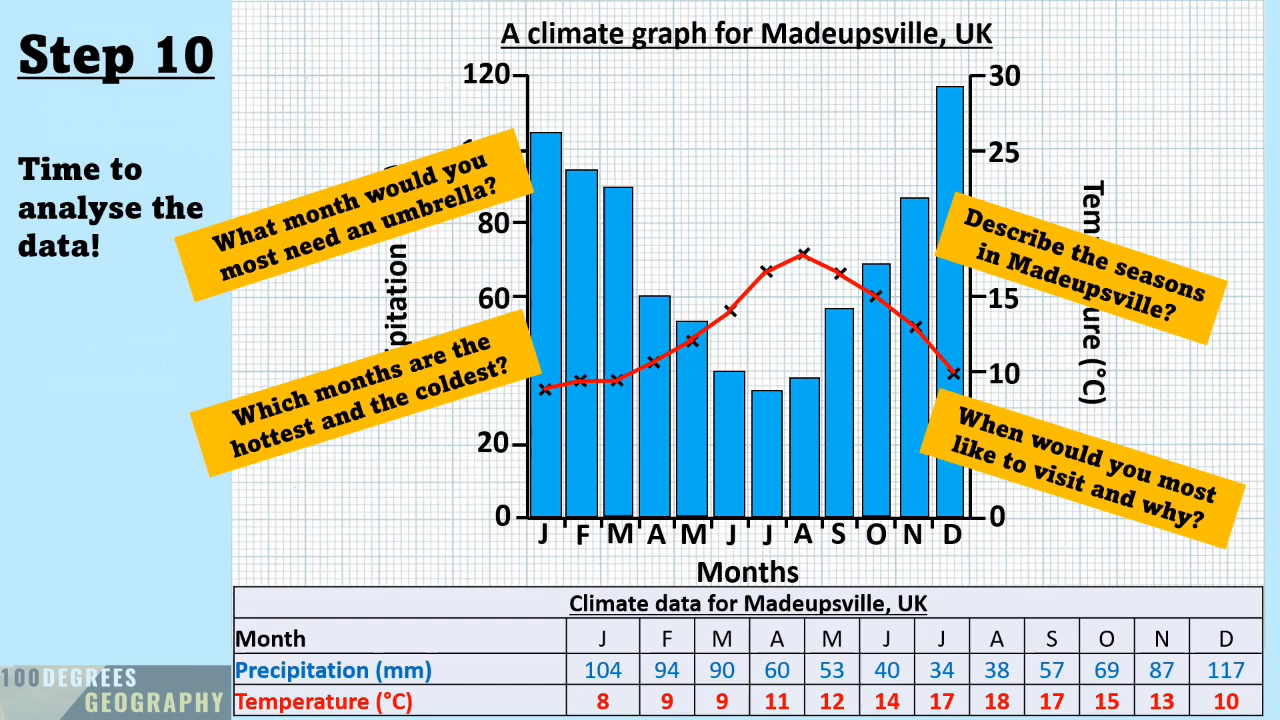 Step 10
Time to
analyse the
data!
A climate graph for Madeupsville, UK
120
80
60
20
0
30
25
15
10
0
What month would you
most need an umbrella?
Which months are the
hottest and the coldest?
Describe the seasons
in Madeupsville?
When would you most
like to visit and why?
(°C)
J F M A M J J A S O N D
Months
Climate data for Madeupsville, UK
Month J F M A M J J A S O N D
Precipitation (mm) 104 94 90 60 53 40 34 38 57 69 87 117
Temperature (°C) 8 9 9 11 12 14 17 18 17 15 13 10
100DEGREES
GEOGRAPHY